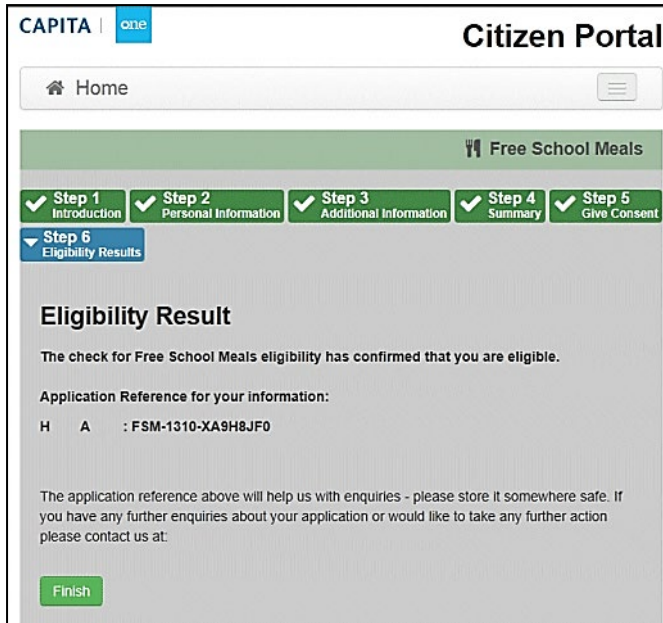 CAPITA one
Citizen Portal
Home
Free School Meals
Step 1
Introduction
Step 2
Personal Information
Step 3
Additional Information
Step 4
Summary
Step 5
Give Consent
Step 6
Eligibility Results
Eligibility Result
The check for Free School Meals eligibility has confirmed that you are eligible.
Application Reference for your information:
H A : FSM-1310-XA9H8JF0
The application reference above will help us with enquiries - please store it somewhere safe. If
you have any further enquiries about your application or would like to take any further action
please contact us at:
Finish